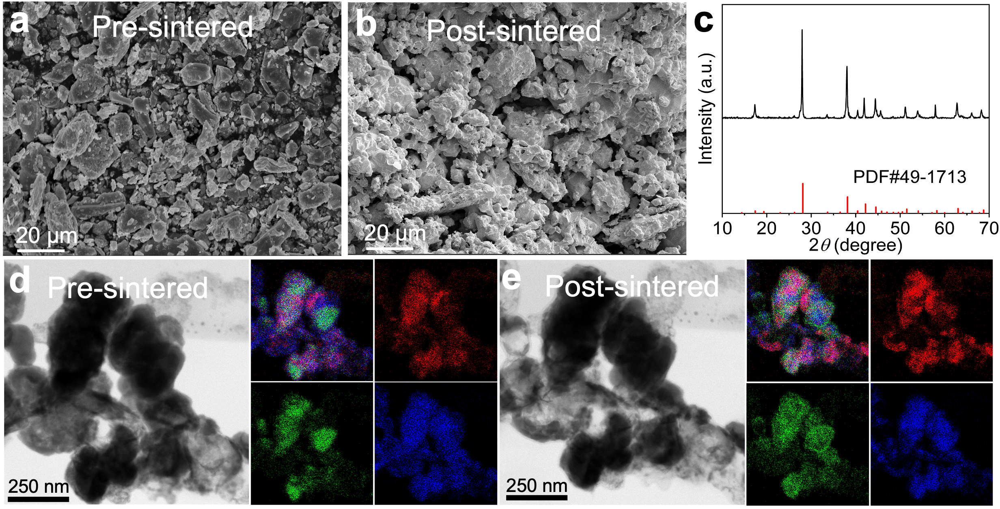 a
Pre-sintered
20 μm
b
Post-sintered
20 μm
c
Intensity (a.u.)
PDF#49-1713
10 20 30 40 50 60 70
2θ (degree)
d
Pre-sintered
250 nm
e
Post-sintered
250 nm